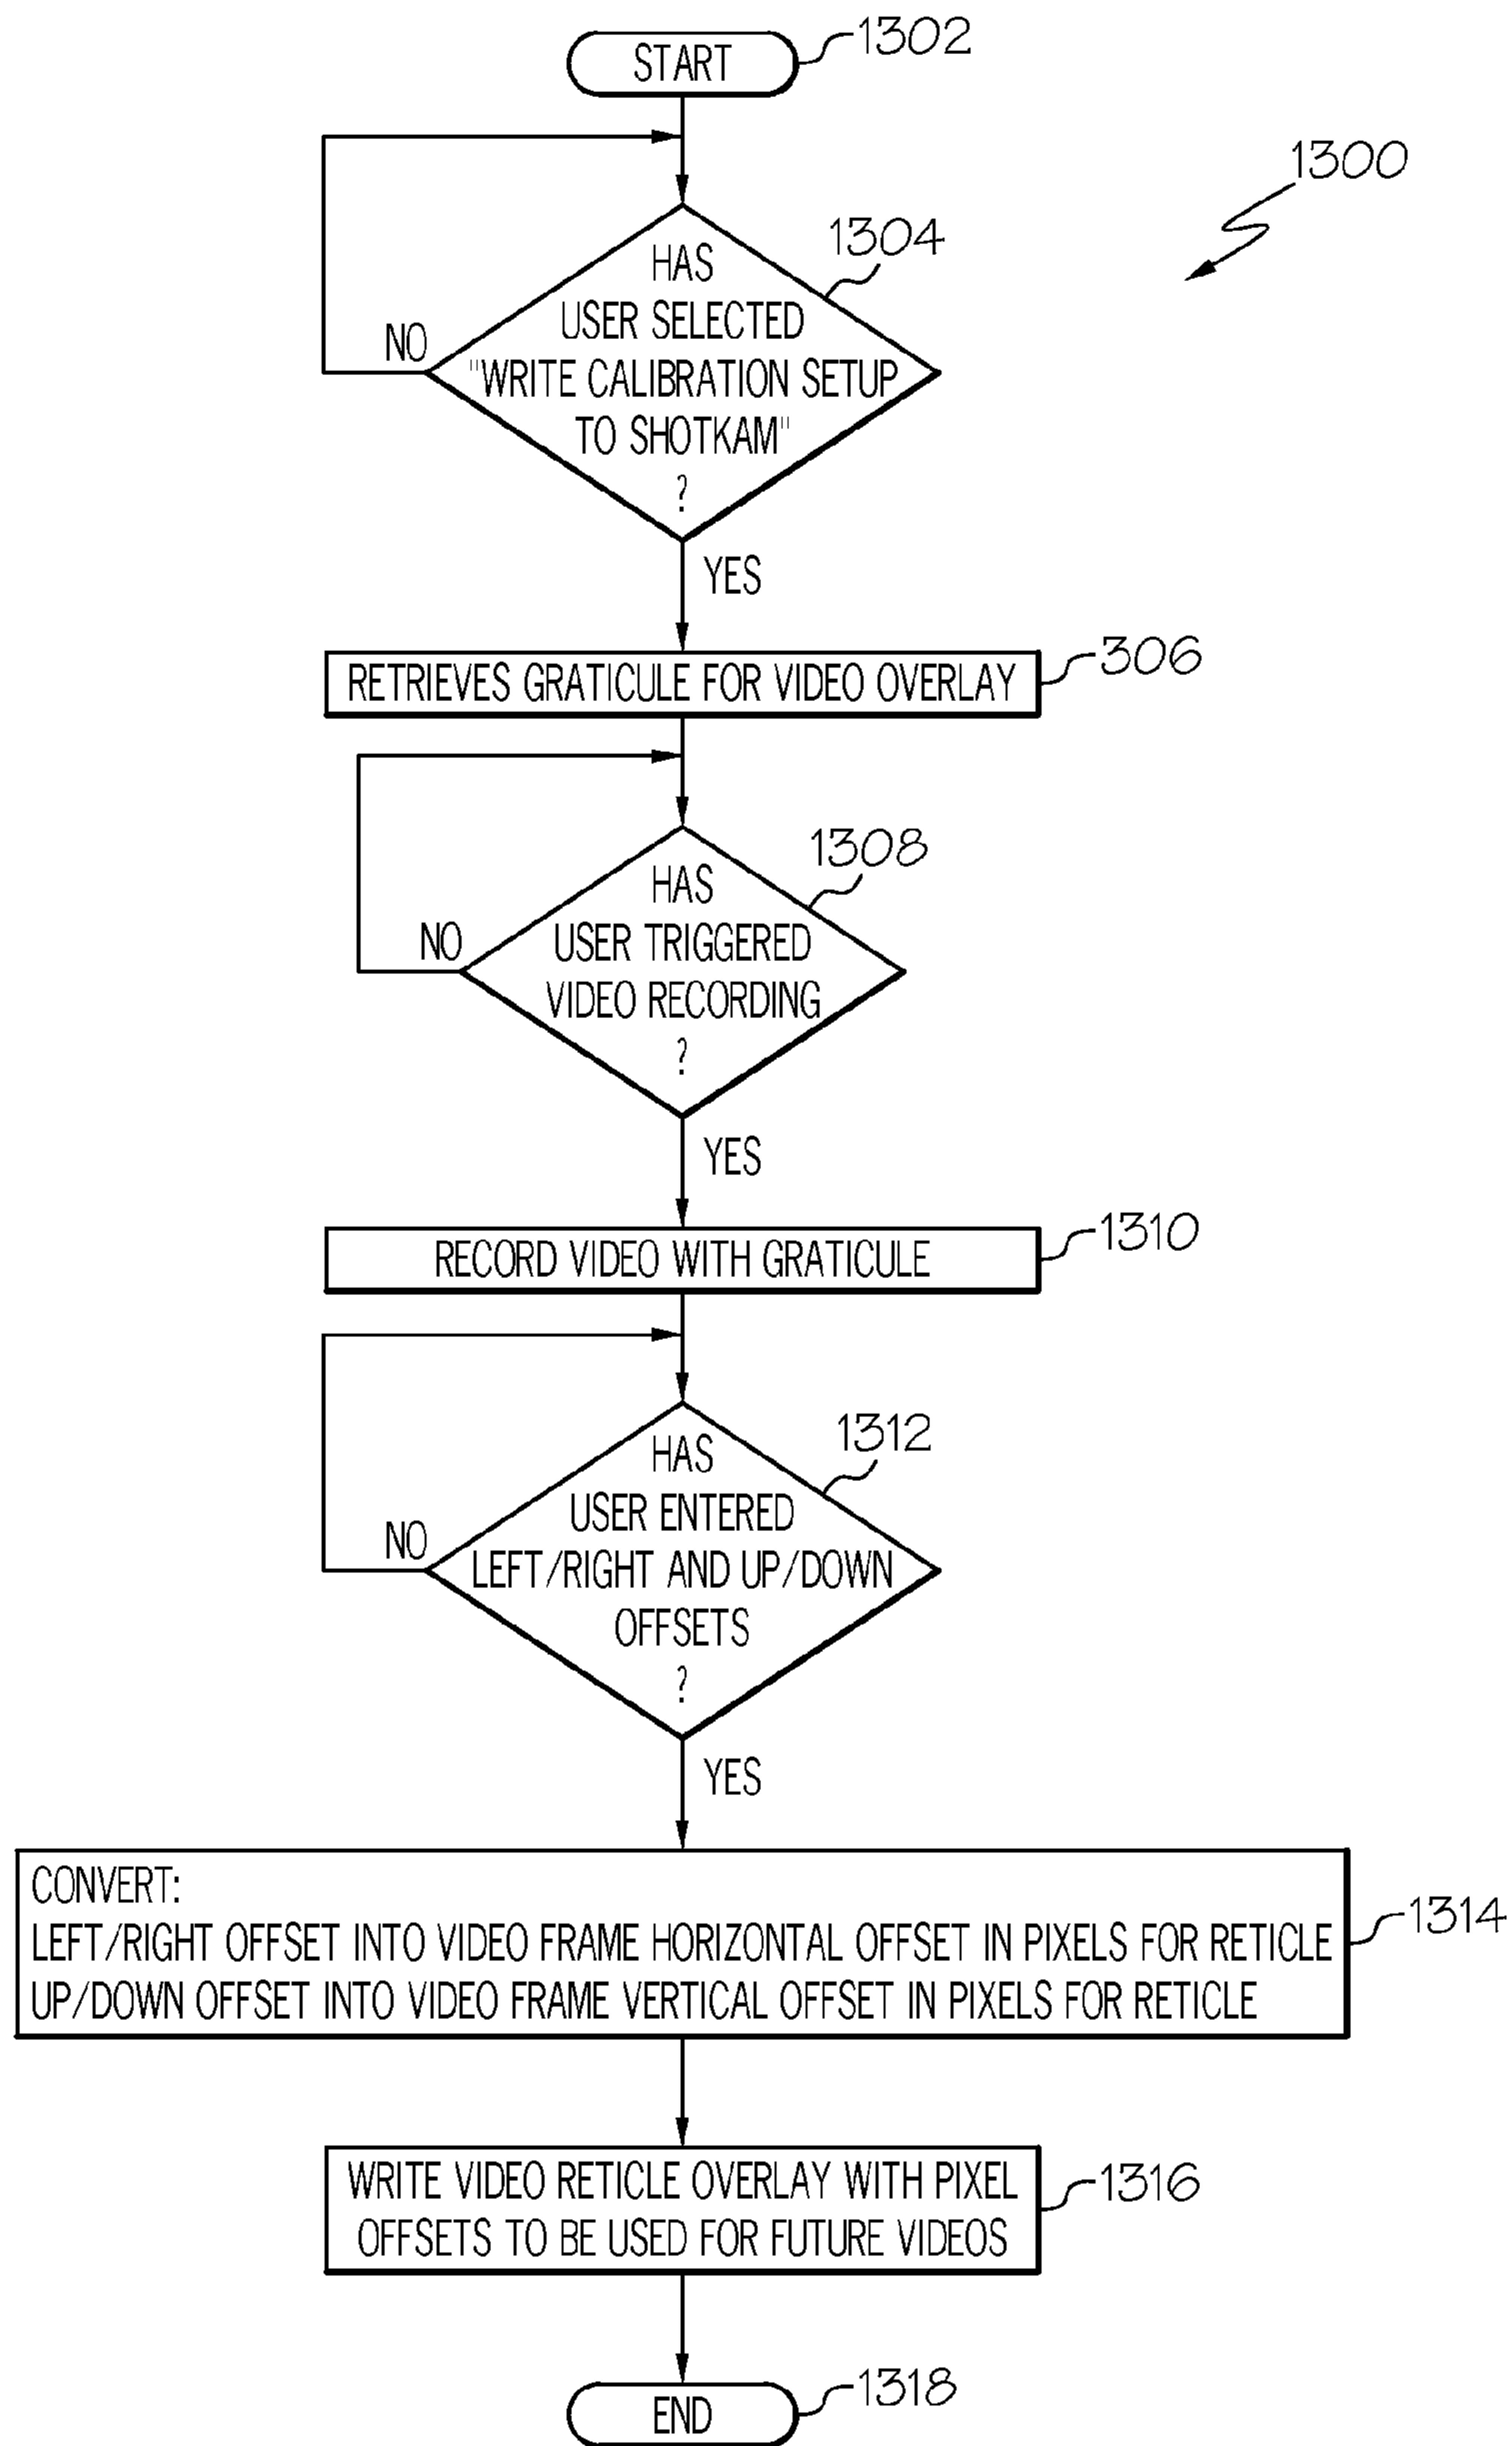 START
1302
1300
1304
HAS
USER SELECTED
"WRITE CALIBRATION SETUP
TO SHOTKAM"
?
NO
YES
RETRIEVES GRATICULE FOR VIDEO OVERLAY
306
1308
HAS
USER TRIGGERED
VIDEO RECORDING
?
NO
YES
RECORD VIDEO WITH GRATICULE
1310
1312
HAS
USER ENTERED
LEFT/RIGHT AND UP/DOWN
OFFSETS
?
NO
YES
CONVERT:
LEFT/RIGHT OFFSET INTO VIDEO FRAME HORIZONTAL OFFSET IN PIXELS FOR RETICLE
UP/DOWN OFFSET INTO VIDEO FRAME VERTICAL OFFSET IN PIXELS FOR RETICLE
1314
WRITE VIDEO RETICLE OVERLAY WITH PIXEL
OFFSETS TO BE USED FOR FUTURE VIDEOS
1316
END
1318